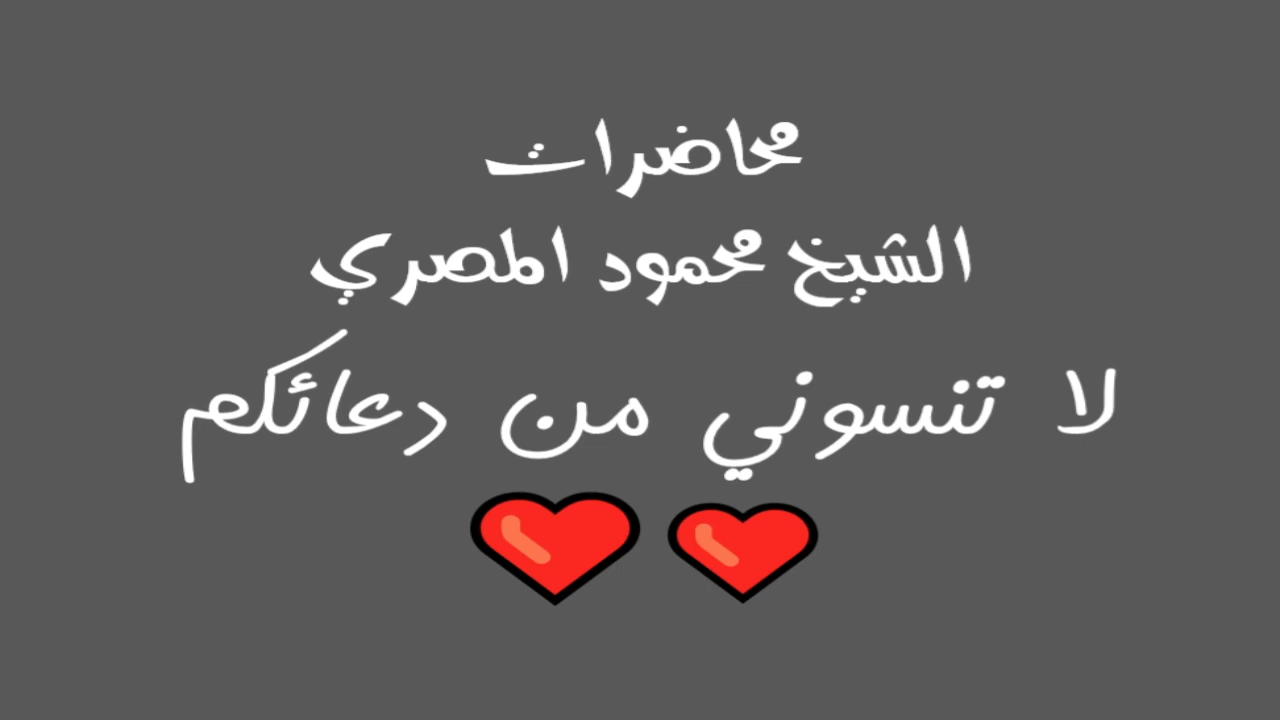 محاضرات
الشيخ محمود المصري
لا تنسوني من دعائكم